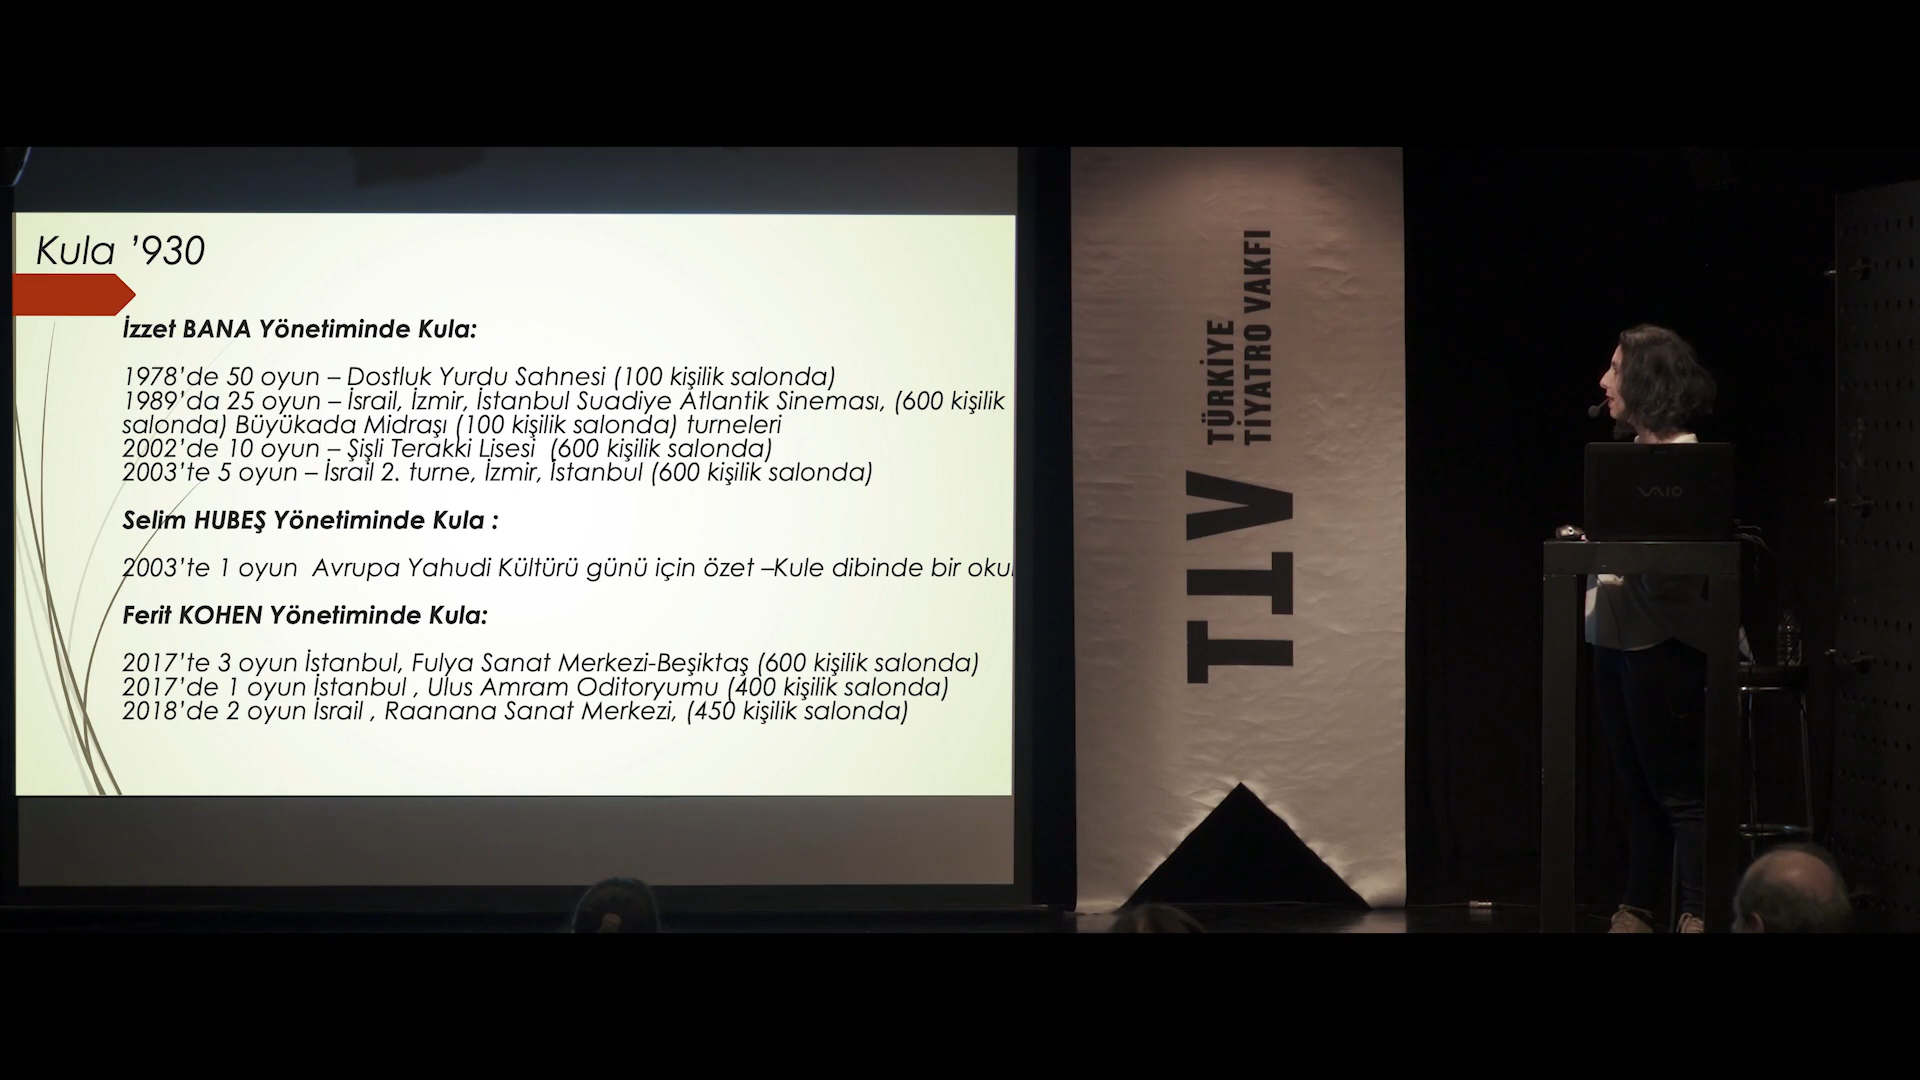 Kula ’930
İzzet BANA Yönetiminde Kula:
1978’de 50 oyun – Dostluk Yurdu Sahnesi (100 kişilik salonda)
1989’da 25 oyun – İsrail, İzmir, İstanbul Suadiye Atlantik Sineması, (600 kişilik
salonda) Büyükada Midraşı (100 kişilik salonda) turneleri
2002’de 10 oyun – Şişli Terakki Lisesi (600 kişilik salonda)
2003’te 5 oyun – İsrail 2. turne, İzmir, İstanbul (600 kişilik salonda)
Selim HUBEŞ Yönetiminde Kula :
2003’te 1 oyun Avrupa Yahudi Kültürü günü için özet –Kule dibinde bir
Ferit KOHEN Yönetiminde Kula:
2017’te 3 oyun İstanbul, Fulya Sanat Merkezi-Beşiktaş (600 kişilik salonda)
2017’de 1 oyun İstanbul , Ulus Amram Oditoryumu (400 kişilik salonda)
2018’de 2 oyun İsrail , Raanana Sanat Merkezi, (450 kişilik salonda)
TTV
TÜRKİYE
TİYATRO VAKFI
VAIO